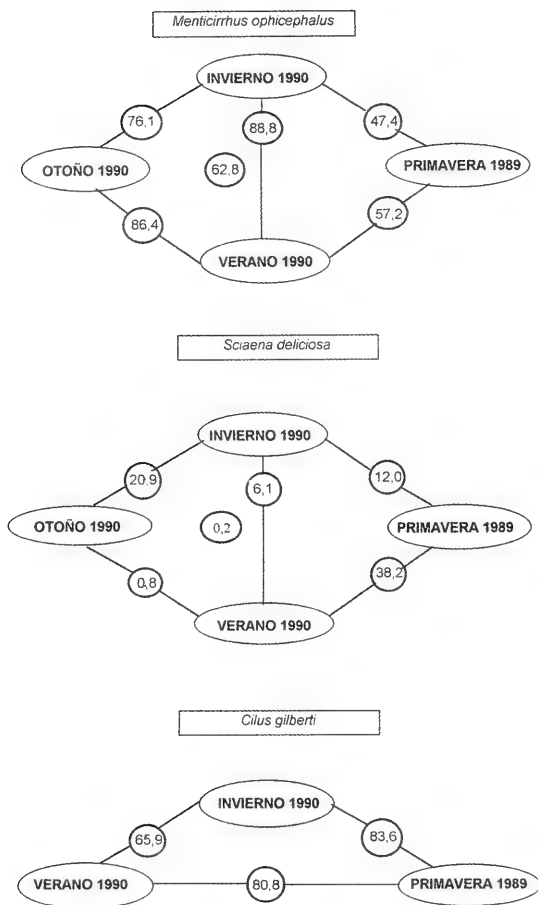 Menticirrhus ophicephalus
INVIERNO 1990
76,1
88,8
47,4
OTOÑO 1990
62,8
PRIMAVERA 1989
86,4
57,2
VERANO 1990
Sciaena deliciosa
INVIERNO 1990
20,9
6,1
12,0
OTOÑO 1990
0,2
PRIMAVERA 1989
0,8
38,2
VERANO 1990
Cilus gilberti
INVIERNO 1990
65,9
83,6
VERANO 1990
80,8
PRIMAVERA 1989